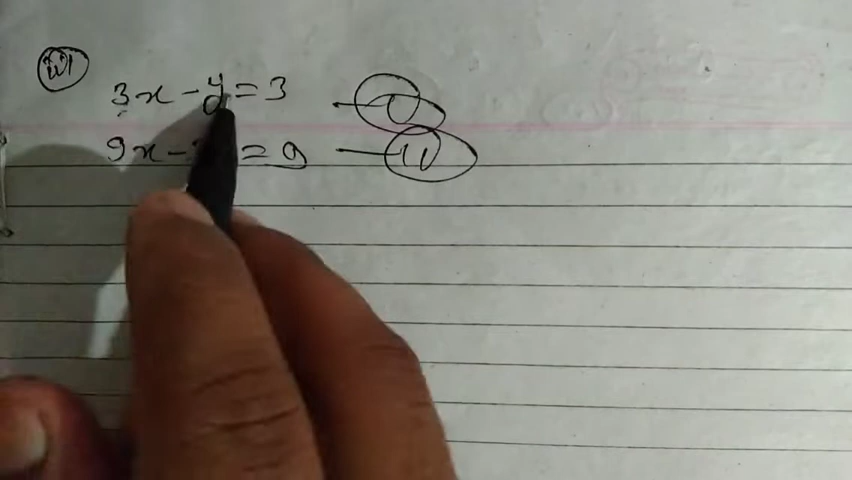 iii) 3x - y = 3 — i
9x - = 9 — ii